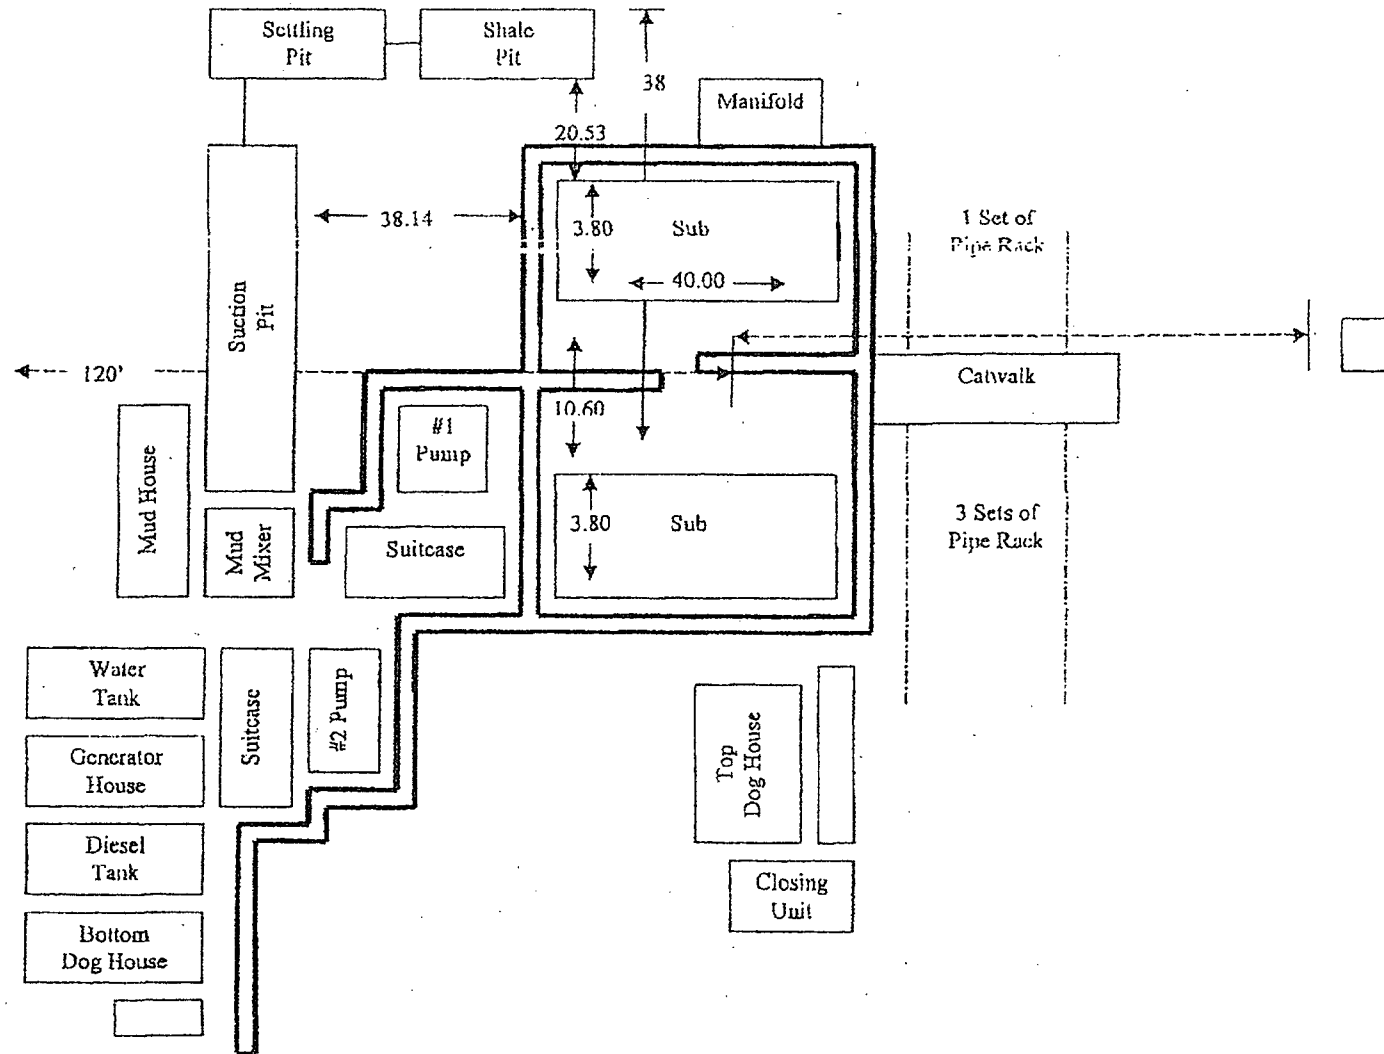 Settling
Pit
Shale
Pit
38
Manifold
20.53
38.14
3.80
Sub
40.00
1 Set of
Pipe Rack
Suction
Pit
120'
Catwalk
10.60
#1
Pump
Mud House
Mud
Mixer
Suitcase
3.80
Sub
3 Sets of
Pipe Rack
Water
Tank
Suitcase
#2 Pump
Generator
House
Top
Dog House
Diesel
Tank
Closing
Unit
Bottom
Dog House